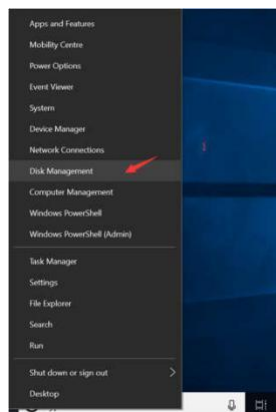 Apps and Features
Mobility Centre
Power Options
Event Viewer
System
Device Manager
Network Connections
Disk Management
Computer Management
Windows PowerShell
Windows PowerShell (Admin)
Task Manager
Settings
File Explorer
Search
Run
Shut down or sign out
Desktop